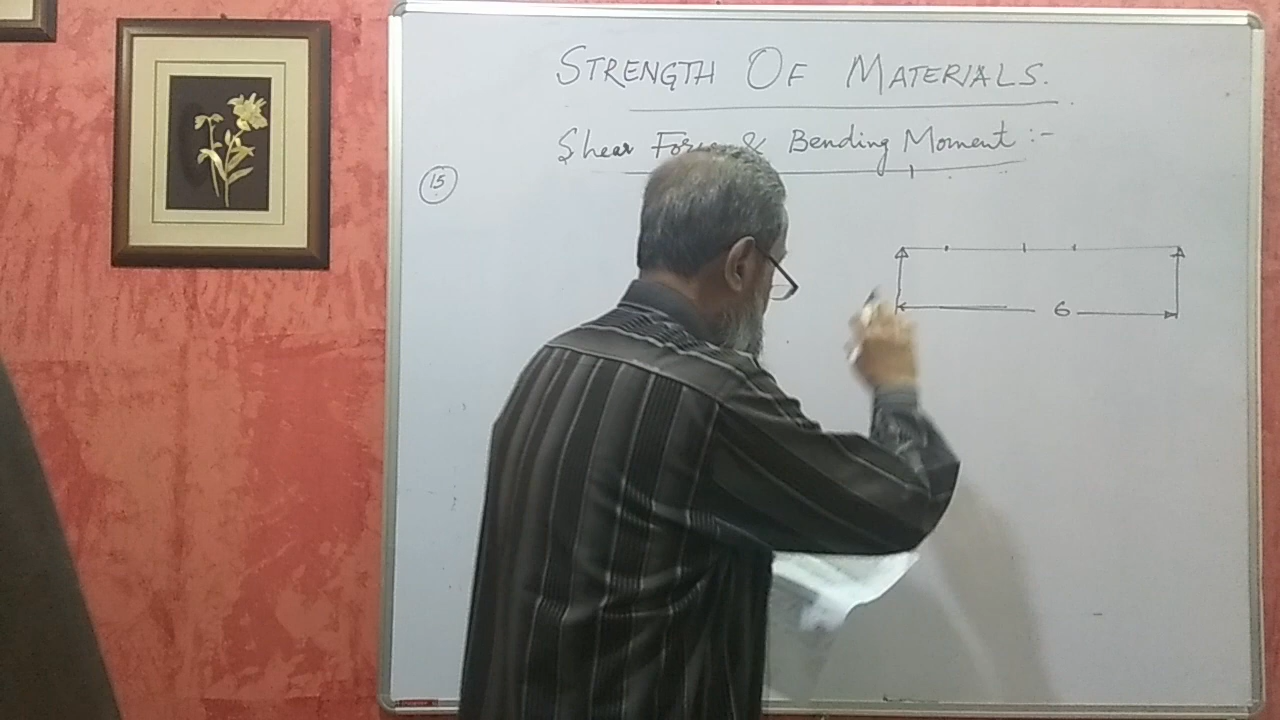 STRENGTH OF MATERIALS.
Shear & Bending Moment :-
15
6